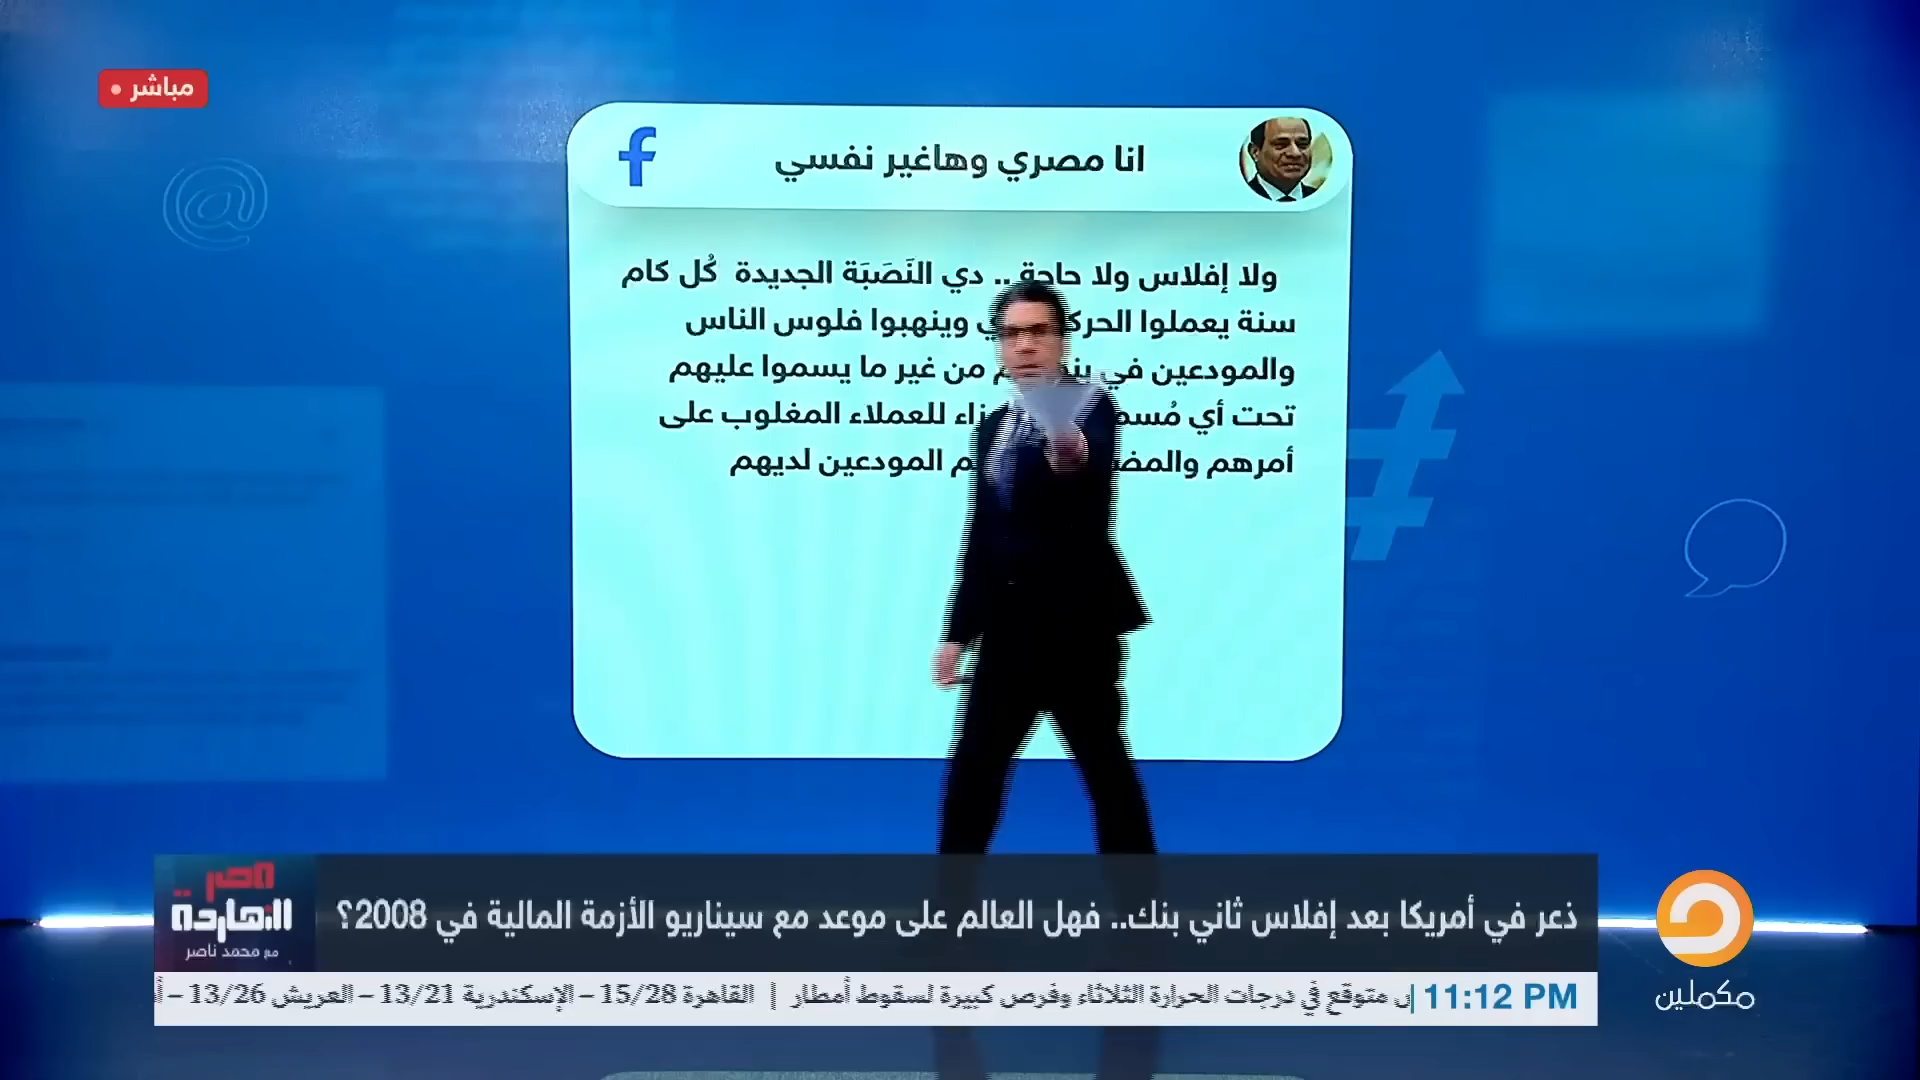 مباشر
انا مصري وهاغير نفسي
ولا إفلاس ولا حاجة .. دي النَصَبَة الجديدة كُل كام
سنة يعملوا وينهبوا فلوس الناس
والمودعين في من غير ما يسموا عليهم
تحت أي للعملاء المغلوب على
أمرهم المودعين لديهم
مصر النهاردة
مع محمد ناصر
ذعر في أمريكا بعد إفلاس ثاني بنك.. فهل العالم على موعد مع سيناريو الأزمة المالية في 2008؟
11:12 PM
متوقع في درجات الحرارة الثلاثاء وفرص كبيرة لسقوط أمطار | القاهرة 15/28 – الإسكندرية 13/21 – العريش 13/26 –
مكملين